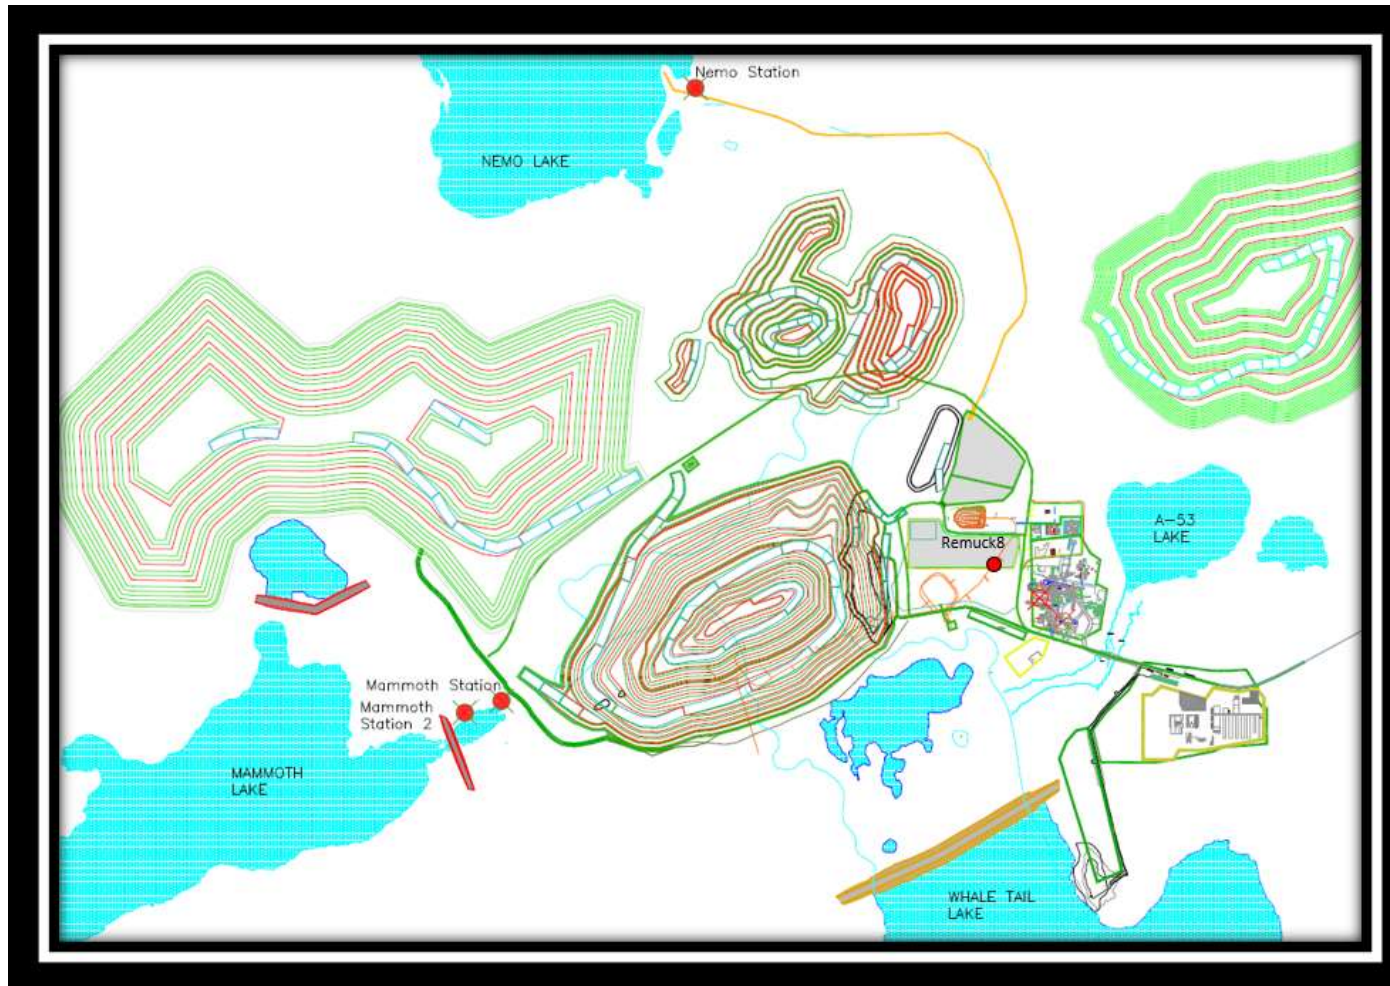 Nemo Station
NEMO LAKE
A-53
LAKE
Remuck8
Mammoth Station
Mammoth
Station 2
MAMMOTH
LAKE
WHALE TAIL
LAKE